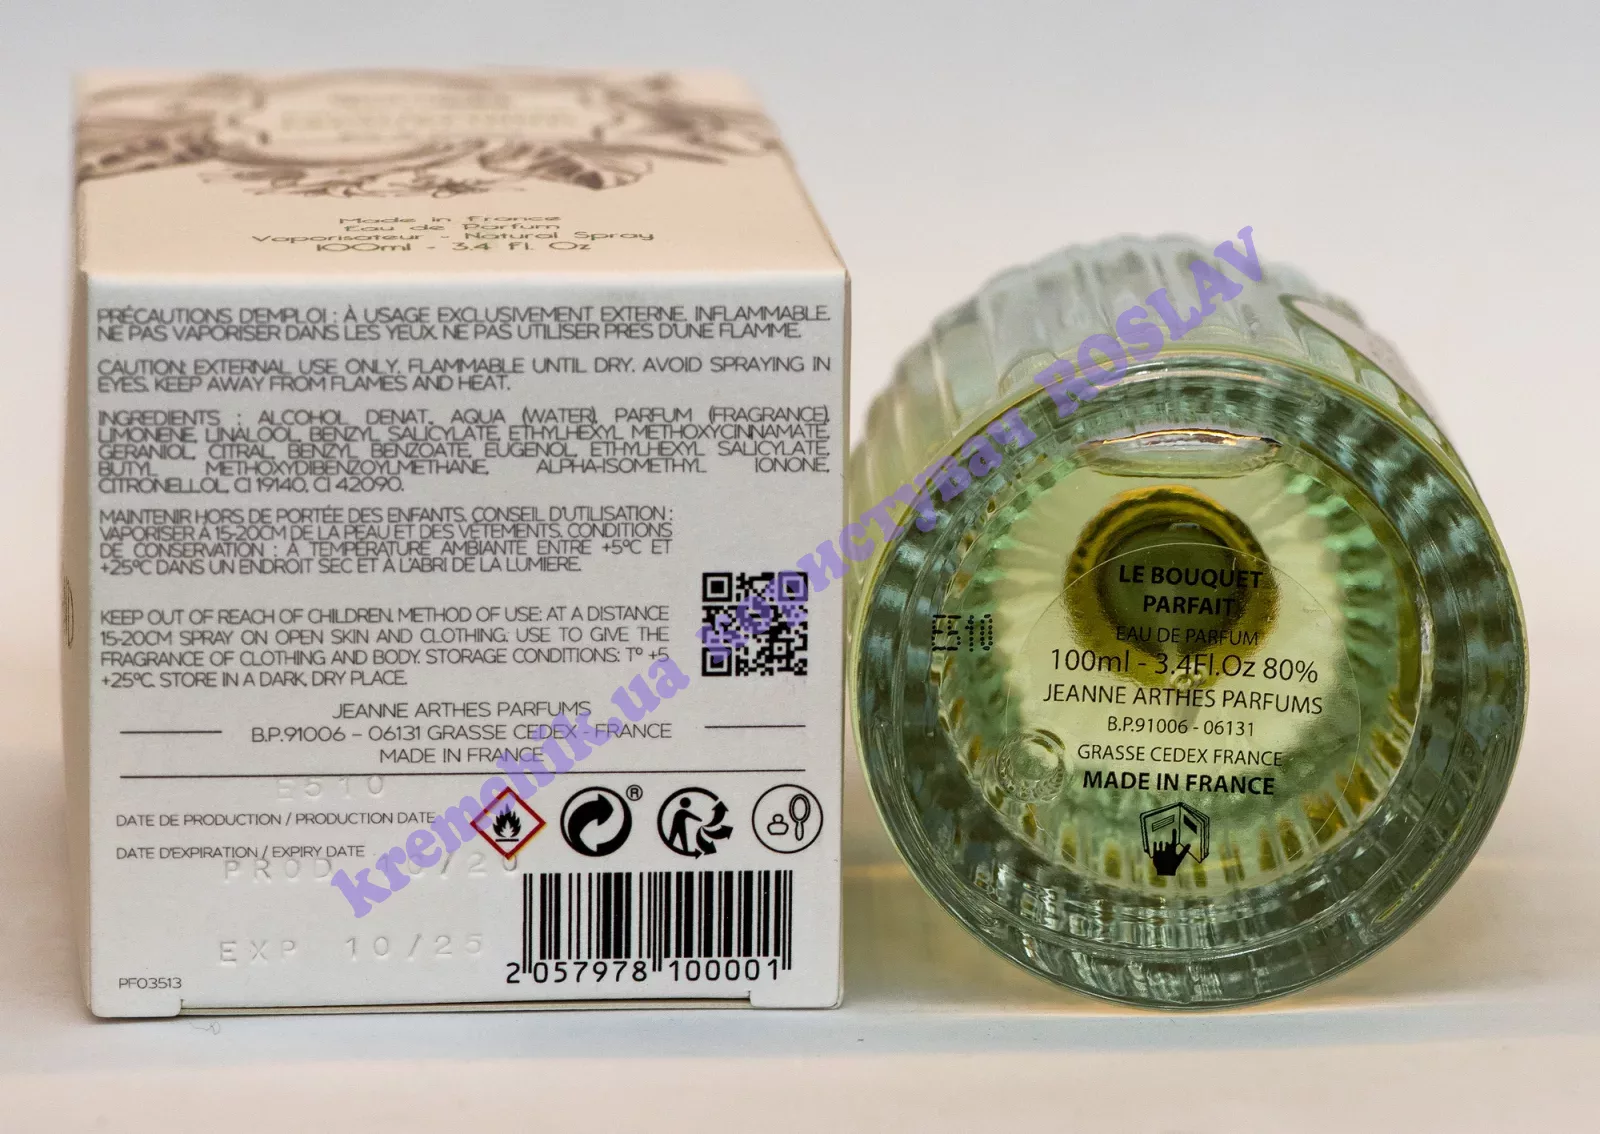 Made in France
Eau de Parfum
Vaporisateur - Natural Spray
100ml - 3.4 fl. Oz
PRÉCAUTIONS D'EMPLOI : À USAGE EXCLUSIVEMENT EXTERNE. INFLAMMABLE.
NE PAS VAPORISER DANS LES YEUX. NE PAS UTILISER PRES D'UNE FLAMME.
CAUTION: EXTERNAL USE ONLY. FLAMMABLE UNTIL DRY. AVOID SPRAYING IN
EYES. KEEP AWAY FROM FLAMES AND HEAT.
INGREDIENTS : ALCOHOL DENAT., AQUA (WATER), PARFUM (FRAGRANCE),
LIMONENE, LINALOOL, BENZYL SALICYLATE, ETHYLHEXYL METHOXYCINNAMATE,
GERANIOL, CITRAL, BENZYL BENZOATE, EUGENOL, ETHYLHEXYL SALICYLATE,
BUTYL METHOXYDIBENZOYLMETHANE, ALPHA-ISOMETHYL IONONE,
CITRONELLOL, CI 19140, CI 42090.
MAINTENIR HORS DE PORTÉE DES ENFANTS. CONSEIL D'UTILISATION :
VAPORISER À 15-20CM DE LA PEAU ET DES VETEMENTS. CONDITIONS
DE CONSERVATION : A TEMPÉRATURE AMBIANTE ENTRE +5°C ET
+25°C DANS UN ENDROIT SEC ET A L'ABRI DE LA LUMIERE.
KEEP OUT OF REACH OF CHILDREN. METHOD OF USE: AT A DISTANCE
15-20CM SPRAY ON OPEN SKIN AND CLOTHING. USE TO GIVE THE
FRAGRANCE OF CLOTHING AND BODY. STORAGE CONDITIONS: T° +5
+25°C. STORE IN A DARK, DRY PLACE.
JEANNE ARTHES PARFUMS
B.P.91006 – 06131 GRASSE CEDEX - FRANCE
MADE IN FRANCE
E510
DATE DE PRODUCTION / PRODUCTION DATE
DATE D'EXPIRATION / EXPIRY DATE
PROD /20
EXP 10/25
PF03513
2 057978 100001
®
E510
LE BOUQUET
PARFAIT
EAU DE PARFUM
100ml - 3.4Fl.Oz 80%
JEANNE ARTHES PARFUMS
B.P.91006 - 06131
GRASSE CEDEX FRANCE
MADE IN FRANCE
kremohik.ua користувач ROSLAV